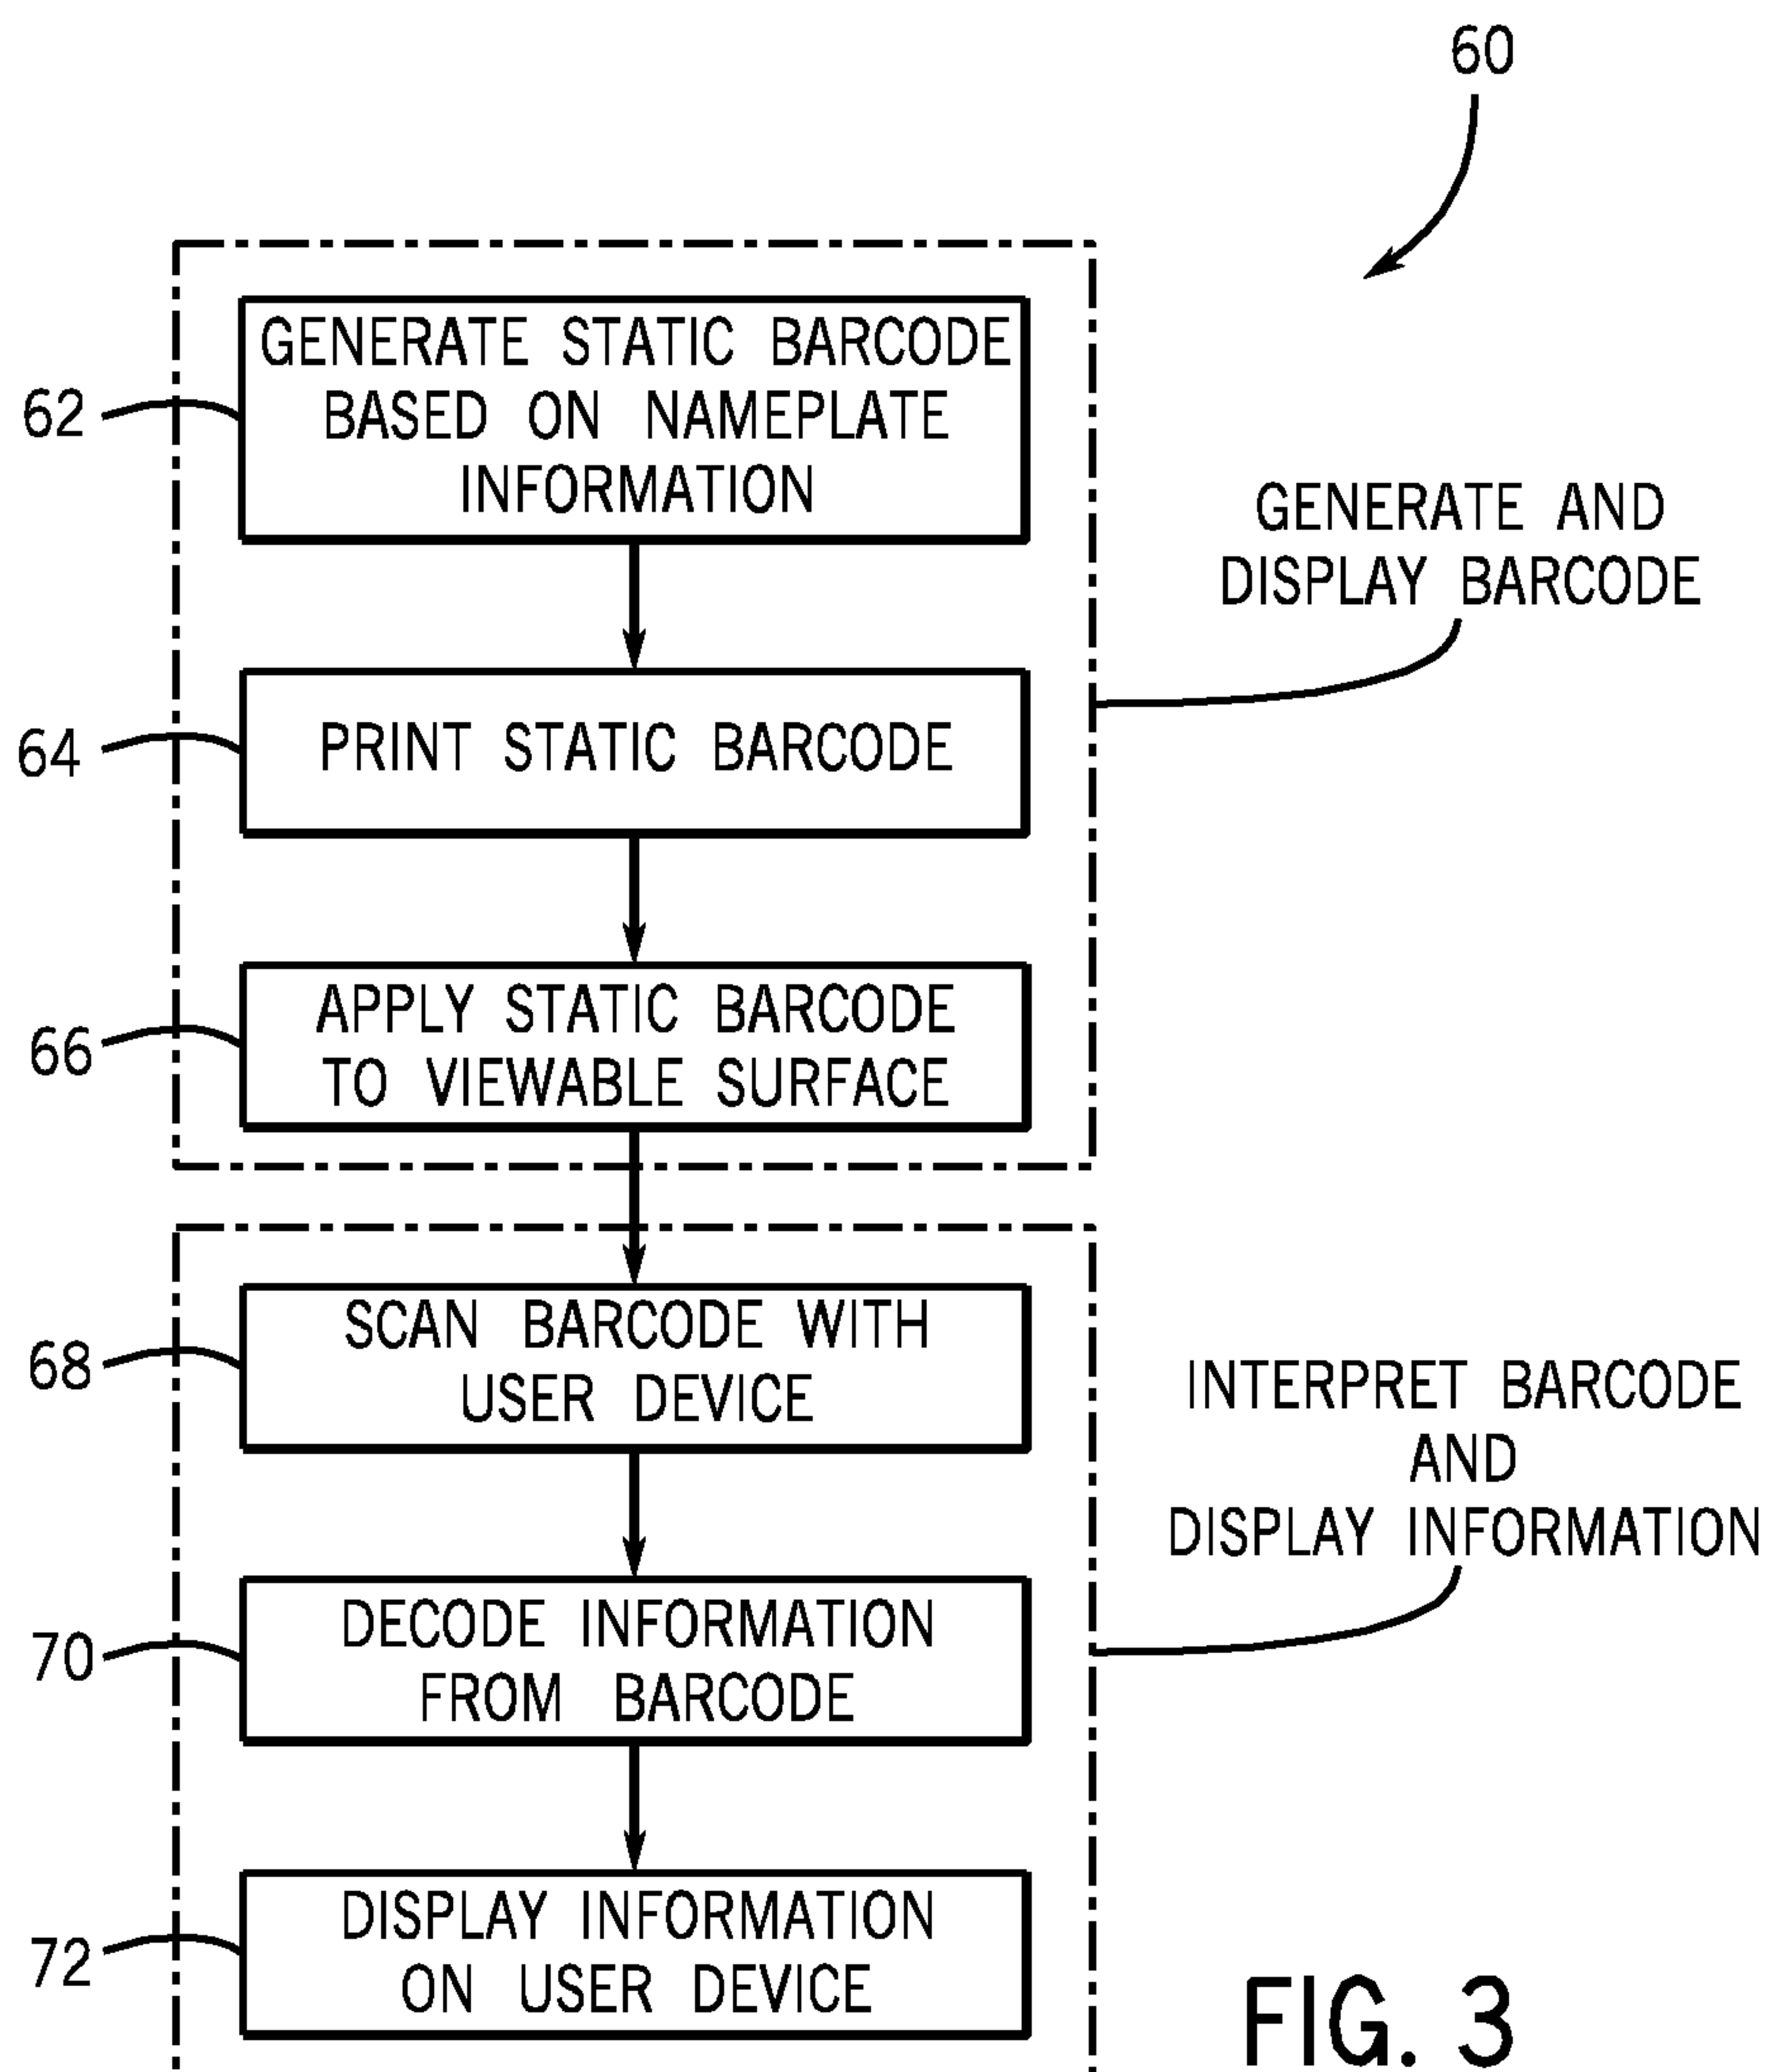 60
GENERATE STATIC BARCODE
BASED ON NAMEPLATE
INFORMATION
62
GENERATE AND
DISPLAY BARCODE
PRINT STATIC BARCODE
64
APPLY STATIC BARCODE
TO VIEWABLE SURFACE
66
SCAN BARCODE WITH
USER DEVICE
68
INTERPRET BARCODE
AND
DISPLAY INFORMATION
DECODE INFORMATION
FROM BARCODE
70
DISPLAY INFORMATION
ON USER DEVICE
72
FIG. 3